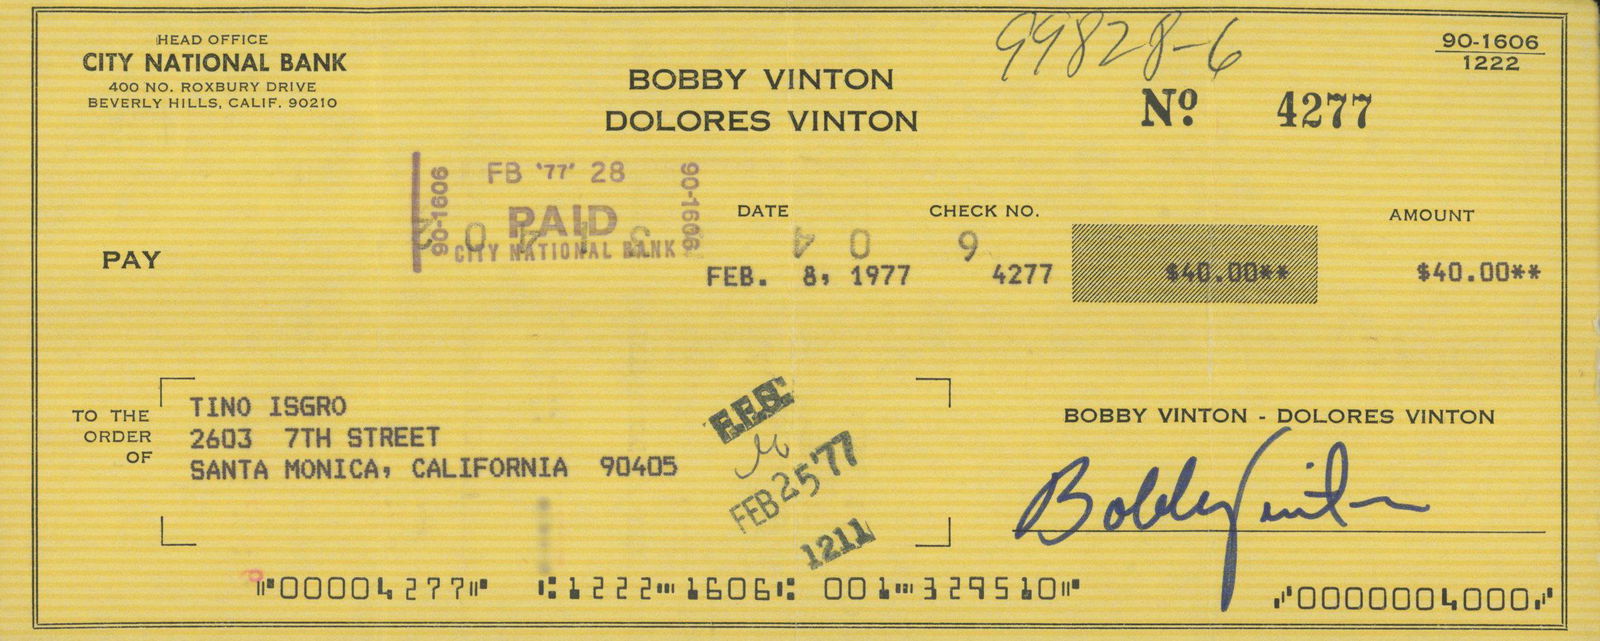 HEAD OFFICE
CITY NATIONAL BANK
400 NO. ROXBURY DRIVE
BEVERLY HILLS, CALIF. 90210
BOBBY VINTON
DOLORES VINTON
99828-6
90-1606
1222
Nº 4277
90-1606
FB '77' 28
PAID
CITY NATIONAL BANK
90-1606
DATE CHECK NO. AMOUNT
PAY
FEB. 8, 1977 4277 $40.00** $40.00**
TO THE
ORDER
OF
TINO ISGRO
2603 7TH STREET
SANTA MONICA, CALIFORNIA 90405
E.F.C.
FEB 25 '77
1211
BOBBY VINTON - DOLORES VINTON
Bobby Vinton
⑈00004277⑈ ⑆1222⑉1606⑆ 001⑉329510⑈ ⑇0000004000⑇